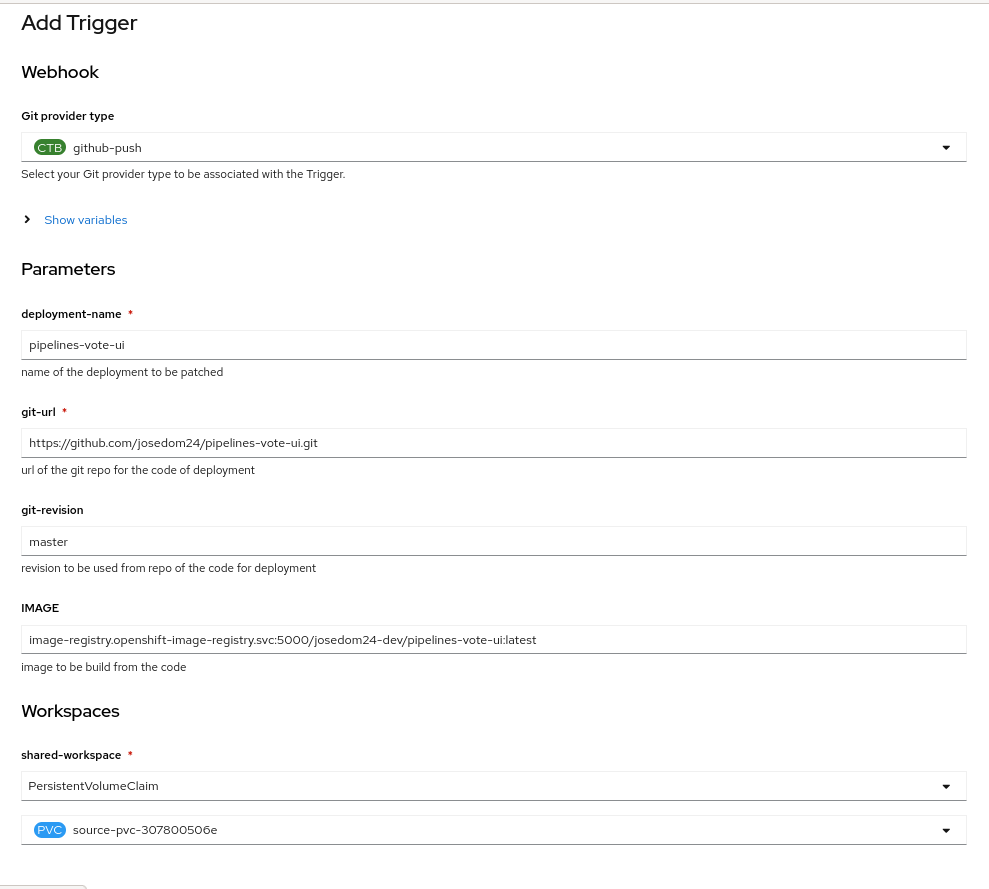 Add Trigger
Webhook
Git provider type
CTB github-push
Select your Git provider type to be associated with the Trigger.
Show variables
Parameters
deployment-name *
pipelines-vote-ui
name of the deployment to be patched
git-url *
https://github.com/josedom24/pipelines-vote-ui.git
url of the git repo for the code of deployment
git-revision
master
revision to be used from repo of the code for deployment
IMAGE
image-registry.openshift-image-registry.svc:5000/josedom24-dev/pipelines-vote-ui:latest
image to be build from the code
Workspaces
shared-workspace *
PersistentVolumeClaim
PVC source-pvc-307800506e